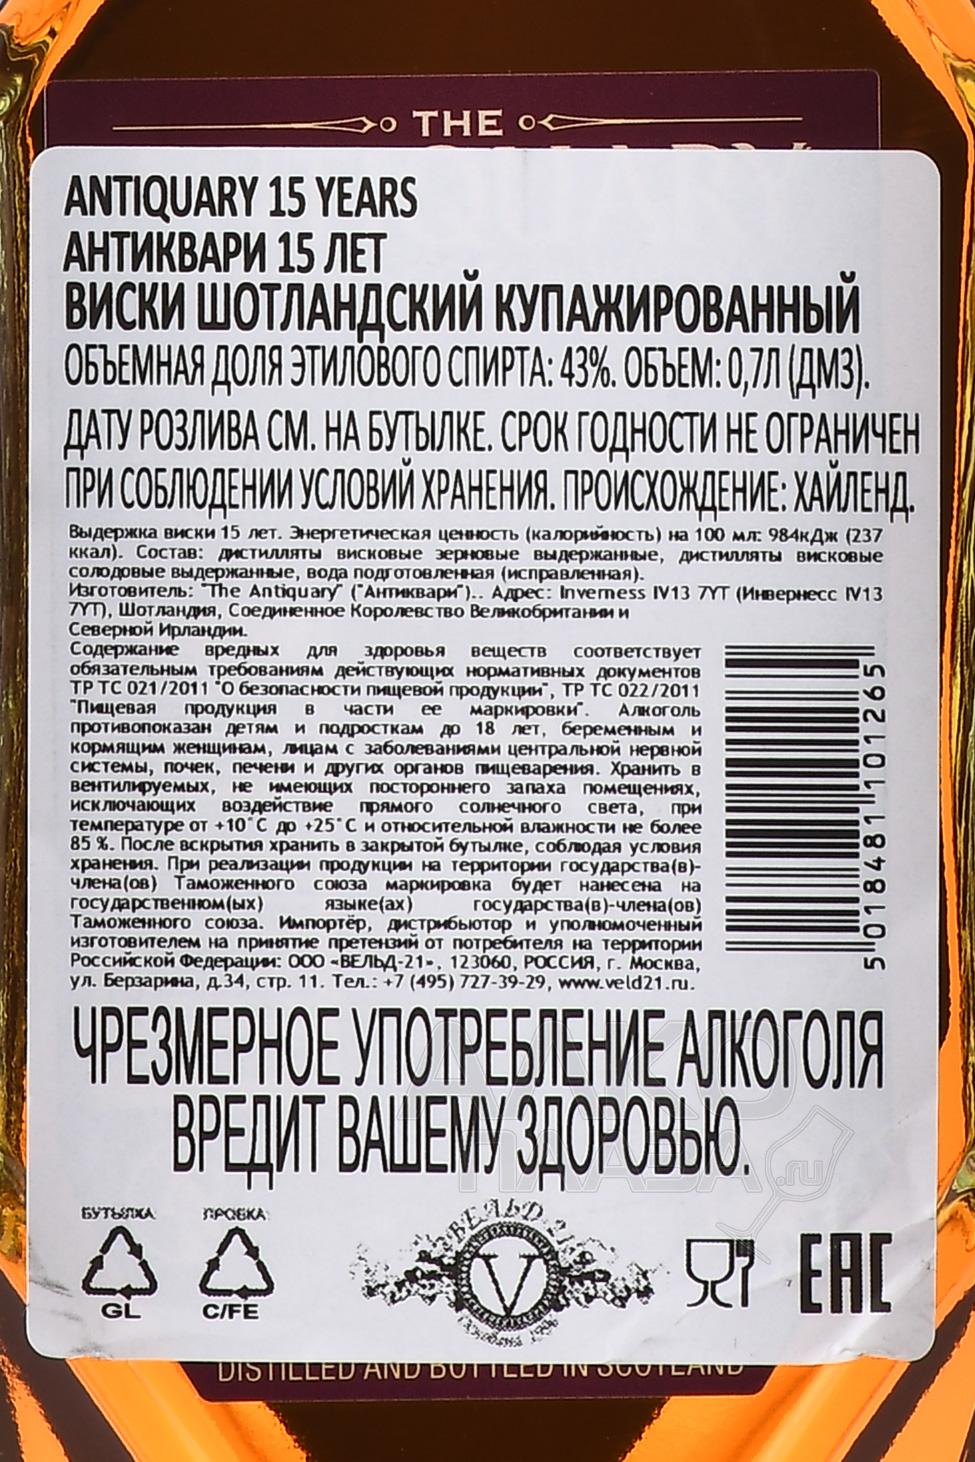 THE
ANTIQUARY 15 YEARS
АНТИКВАРИ 15 ЛЕТ
ВИСКИ ШОТЛАНДСКИЙ КУПАЖИРОВАННЫЙ
ОБЪЕМНАЯ ДОЛЯ ЭТИЛОВОГО СПИРТА: 43%. ОБЪЕМ: 0,7Л (ДМЗ).
ДАТУ РОЗЛИВА СМ. НА БУТЫЛКЕ. СРОК ГОДНОСТИ НЕ ОГРАНИЧЕН
ПРИ СОБЛЮДЕНИИ УСЛОВИЙ ХРАНЕНИЯ. ПРОИСХОЖДЕНИЕ: ХАЙЛЕНД.
Выдержка виски 15 лет. Энергетическая ценность (калорийность) на 100 мл: 984кДж (237
ккал). Состав: дистилляты висковые зерновые выдержанные, дистилляты висковые
солодовые выдержанные, вода подготовленная (исправленная).
Изготовитель: "The Antiquary" ("Антиквари").. Адрес: Inverness IV13 7YT (Инвернесс IV13
7YT), Шотландия, Соединенное Королевство Великобритании и
Северной Ирландии.
Содержание вредных для здоровья веществ соответствует
обязательным требованиям действующих нормативных документов
ТР ТС 021/2011 "О безопасности пищевой продукции", ТР ТС 022/2011
"Пищевая продукция в части ее маркировки". Алкоголь
противопоказан детям и подросткам до 18 лет, беременным и
кормящим женщинам, лицам с заболеваниями центральной нервной
системы, почек, печени и других органов пищеварения. Хранить в
вентилируемых, не имеющих постороннего запаха помещениях,
исключающих воздействие прямого солнечного света, при
температуре от +10°С до +25°С и относительной влажности не более
85 %. После вскрытия хранить в закрытой бутылке, соблюдая условия
хранения. При реализации продукции на территории государства(в)-
члена(ов) Таможенного союза маркировка будет нанесена на
государственном(ых) языке(ах) государства(в)-члена(ов)
Таможенного союза. Импортёр, дистрибьютор и уполномоченный
изготовителем на принятие претензий от потребителя на территории
Российской Федерации: ООО «ВЕЛЬД-21», 123060, РОССИЯ, г. Москва,
ул. Берзарина, д.34, стр. 11. Тел.: +7 (495) 727-39-29, www.veld21.ru.
5 018481 101265
ЧРЕЗМЕРНОЕ УПОТРЕБЛЕНИЕ АЛКОГОЛЯ
ВРЕДИТ ВАШЕМУ ЗДОРОВЬЮ.
АЛКО
ПЛАЗА
.ru
БУТЫЛКА ПРОБКА
GL C/FE
ВЕЛЬД-21
V
EAC
DISTILLED AND BOTTLED IN SCOTLAND